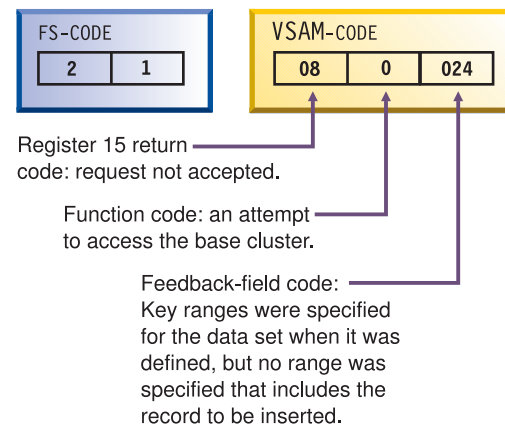 FS-CODE
2 1
VSAM-CODE
08 0 024
Register 15 return
code: request not accepted.
Function code: an attempt
to access the base cluster.
Feedback-field code:
Key ranges were specified
for the data set when it was
defined, but no range was
specified that includes the
record to be inserted.